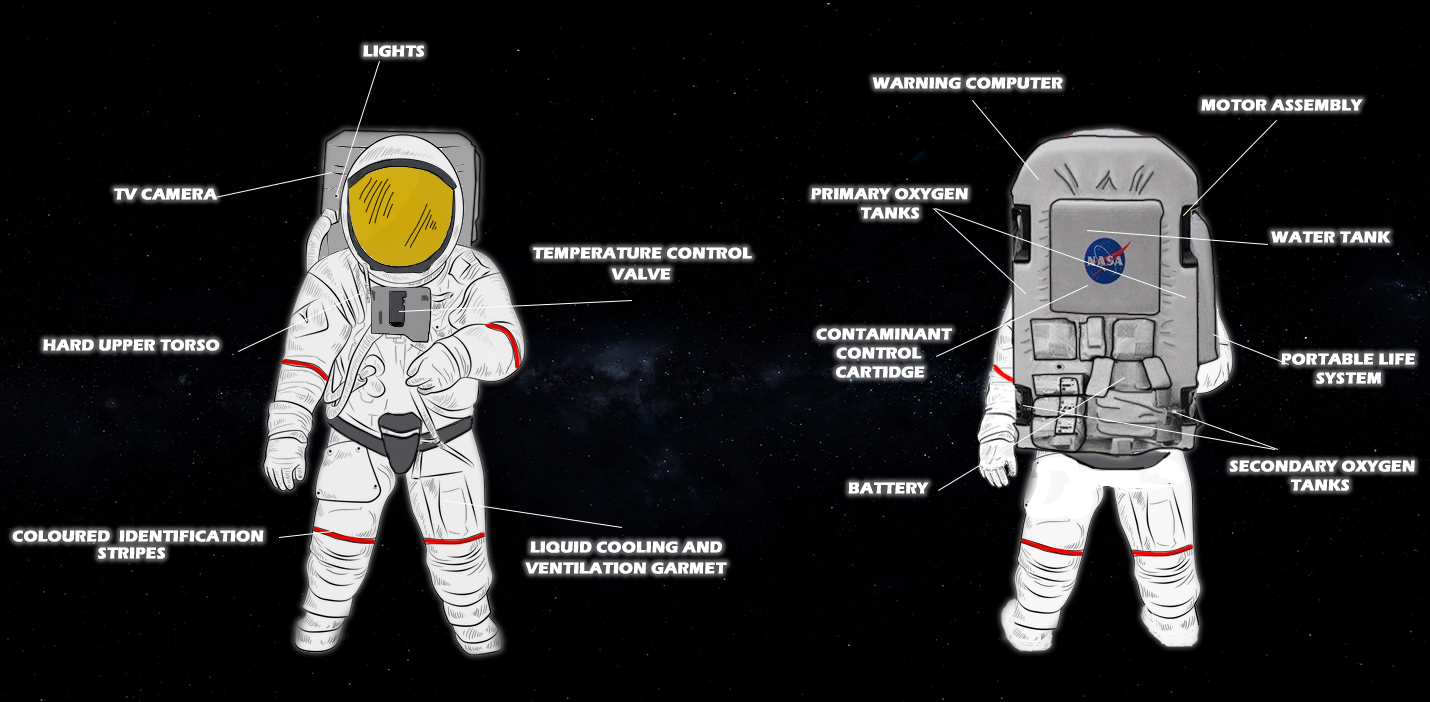 LIGHTS
TV CAMERA
TEMPERATURE CONTROL
VALVE
HARD UPPER TORSO
COLOURED IDENTIFICATION
STRIPES
LIQUID COOLING AND
VENTILATION GARMET
WARNING COMPUTER
MOTOR ASSEMBLY
PRIMARY OXYGEN
TANKS
WATER TANK
NASA
CONTAMINANT
CONTROL
CARTIDGE
PORTABLE LIFE
SYSTEM
BATTERY
SECONDARY OXYGEN
TANKS